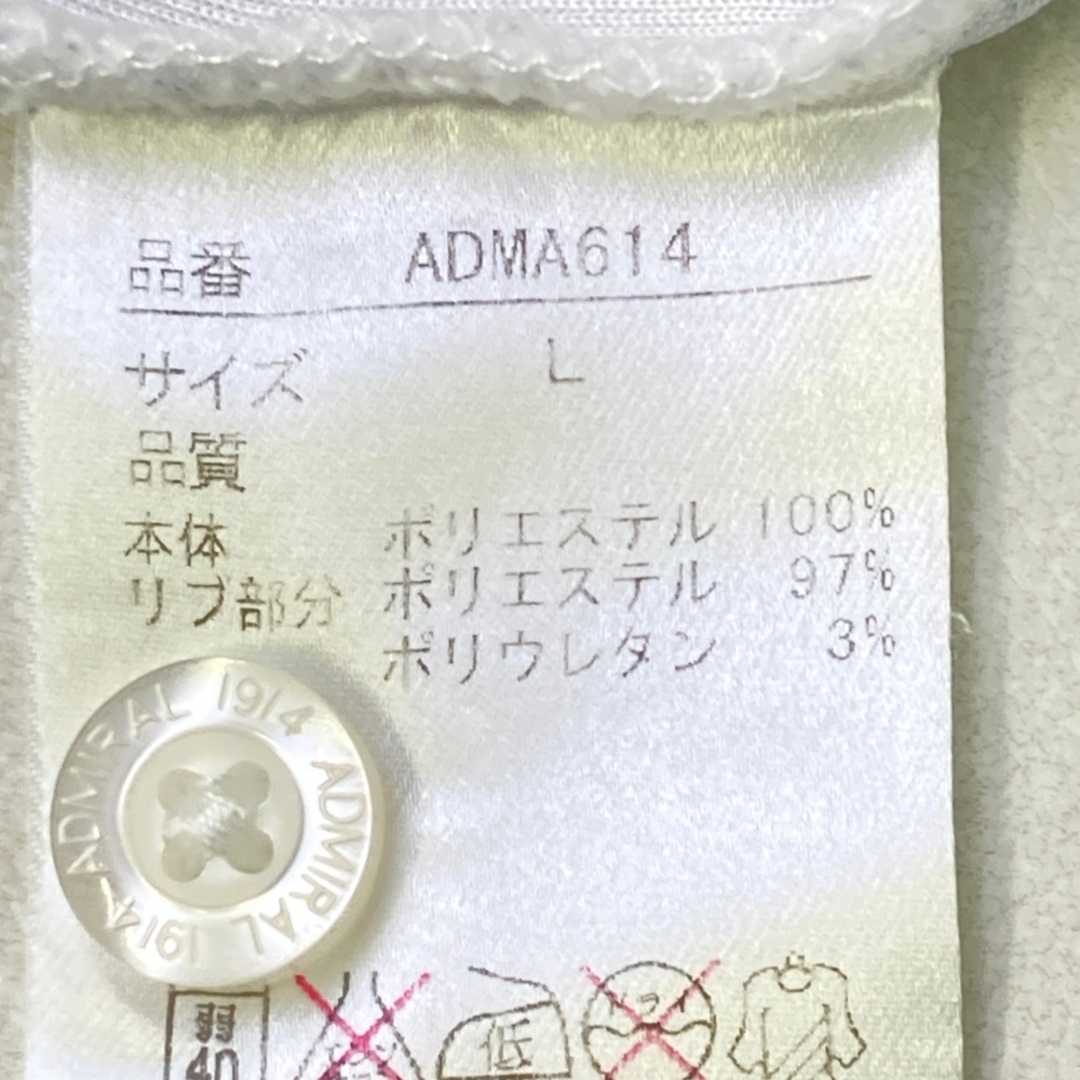 品番 ADMA614
サイズ L
品質
本体 ポリエステル 100%
リブ部分 ポリエステル 97%
ポリウレタン 3%
ADMIRAL 1914 ADMIRAL 1914
40
低
ドライ